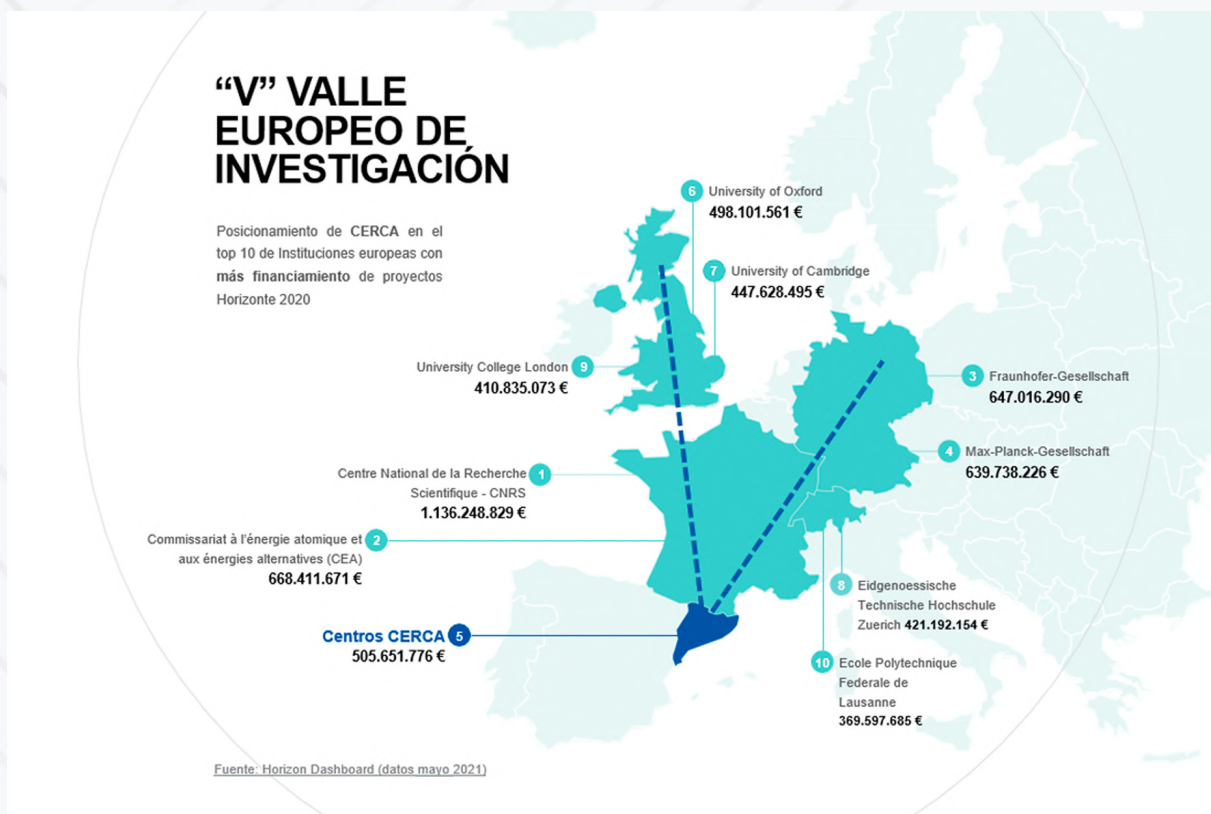 “V” VALLE
EUROPEO DE
INVESTIGACIÓN
Posicionamiento de CERCA en el
top 10 de Instituciones europeas con
más financiamiento de proyectos
Horizonte 2020
6 University of Oxford
498.101.561 €
7 University of Cambridge
447.628.495 €
University College London 9
410.835.073 €
3 Fraunhofer-Gesellschaft
647.016.290 €
4 Max-Planck-Gesellschaft
639.738.226 €
Centre National de la Recherche 1
Scientifique - CNRS
1.136.248.829 €
Commissariat à l'énergie atomique et 2
aux énergies alternatives (CEA)
668.411.671 €
8 Eidgenoessische
Technische Hochschule
Zuerich 421.192.154 €
Centros CERCA 5
505.651.776 €
10 Ecole Polytechnique
Federale de
Lausanne
369.597.685 €
Fuente: Horizon Dashboard (datos mayo 2021)